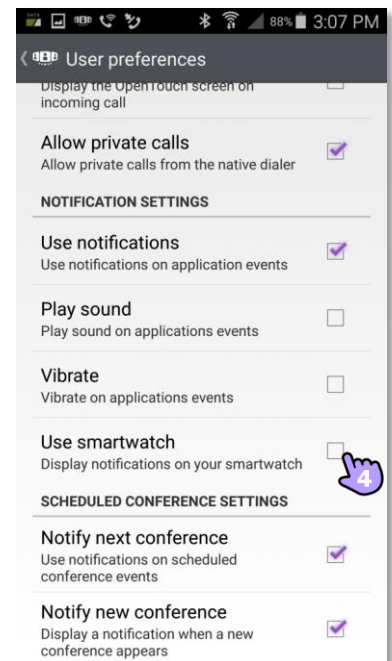 88% 3:07 PM
User preferences
Display the OpenTouch screen on
incoming call
Allow private calls
Allow private calls from the native dialer
NOTIFICATION SETTINGS
Use notifications
Use notifications on application events
Play sound
Play sound on applications events
Vibrate
Vibrate on applications events
Use smartwatch
Display notifications on your smartwatch
4
SCHEDULED CONFERENCE SETTINGS
Notify next conference
Use notifications on scheduled
conference events
Notify new conference
Display a notification when a new
conference appears